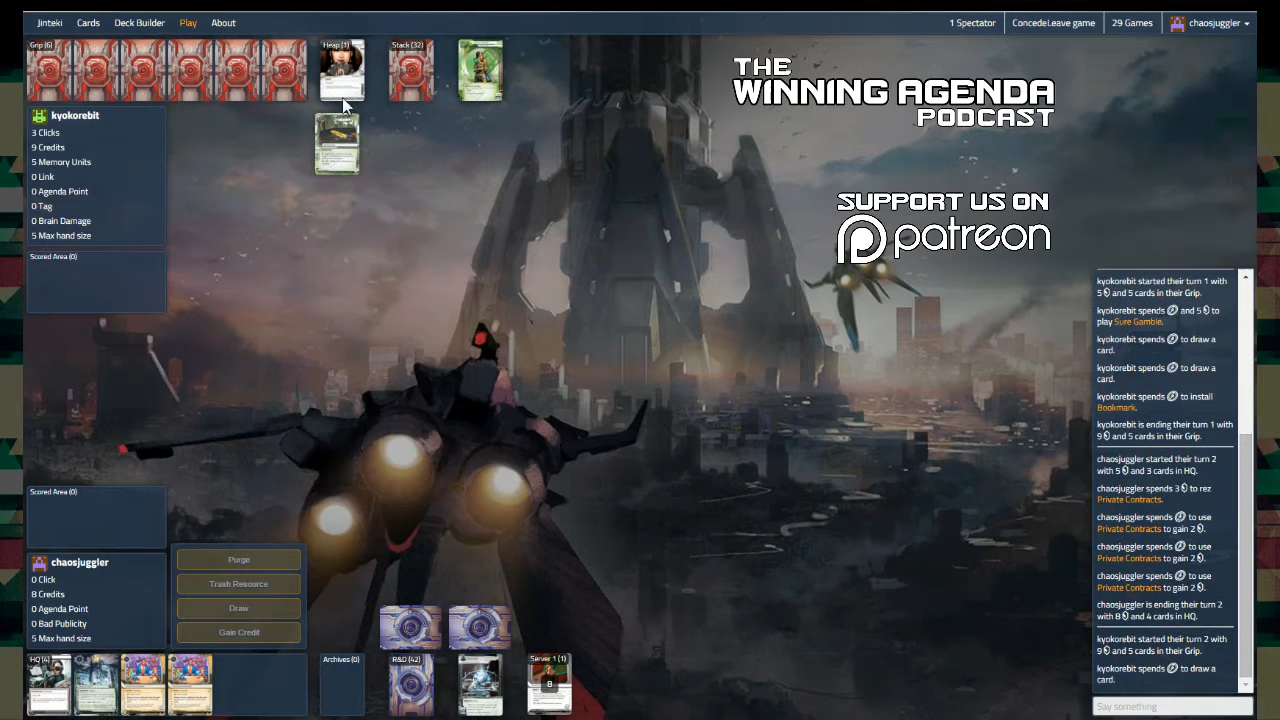 Jinteki Cards Deck Builder Play About 1 Spectator Concede Leave game 29 Games chaosjuggler
Grip (6)
Heap (1)
Stack (32)
kyokorebit
3 Clicks
9 Credits
5 Memory Units
0 Link
0 Agenda Point
0 Tag
0 Brain Damage
5 Max hand size
Scored Area (0)
THE
WINNING AGENDA
PODCAST
SUPPORT US ON
patreon
kyokorebit started their turn 1 with
5 and 5 cards in their Grip.
kyokorebit spends and 5 to
play Sure Gamble.
kyokorebit spends to draw a
card.
kyokorebit spends to draw a
card.
kyokorebit spends to install
Bookmark.
kyokorebit is ending their turn 1 with
9 and 5 cards in their Grip.
chaosjuggler started their turn 2
with 5 and 3 cards in HQ.
chaosjuggler spends 3 to rez
Private Contracts.
chaosjuggler spends to use
Private Contracts to gain 2 .
chaosjuggler spends to use
Private Contracts to gain 2 .
chaosjuggler spends to use
Private Contracts to gain 2 .
chaosjuggler is ending their turn 2
with 8 and 4 cards in HQ.
kyokorebit started their turn 2 with
9 and 5 cards in their Grip.
kyokorebit spends to draw a
card.
Say something
Scored Area (0)
chaosjuggler
0 Click
8 Credits
0 Agenda Point
0 Bad Publicity
5 Max hand size
Purge
Trash Resource
Draw
Gain Credit
HQ (4)
Archives (0)
R&D (42)
Server 1 (1)
B